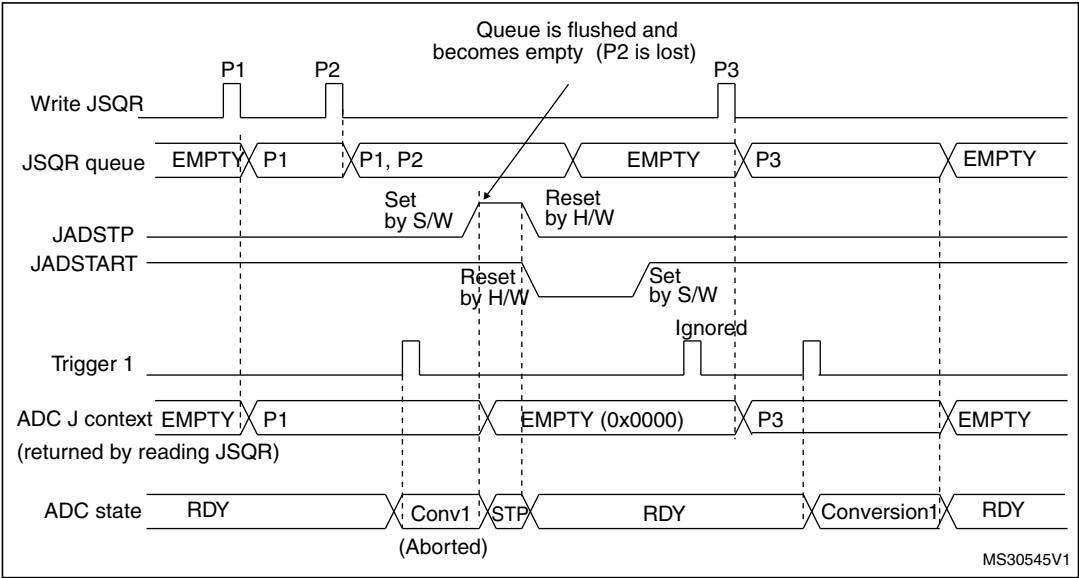 Queue is flushed and
becomes empty (P2 is lost)
P1 P2 P3
Write JSQR
JSQR queue EMPTY P1 P1, P2 EMPTY P3 EMPTY
Set
by S/W
Reset
by H/W
JADSTP
JADSTART
Reset
by H/W
Set
by S/W
Ignored
Trigger 1
ADC J context EMPTY P1 EMPTY (0x0000) P3 EMPTY
(returned by reading JSQR)
ADC state RDY Conv1 STP RDY Conversion1 RDY
(Aborted)
MS30545V1